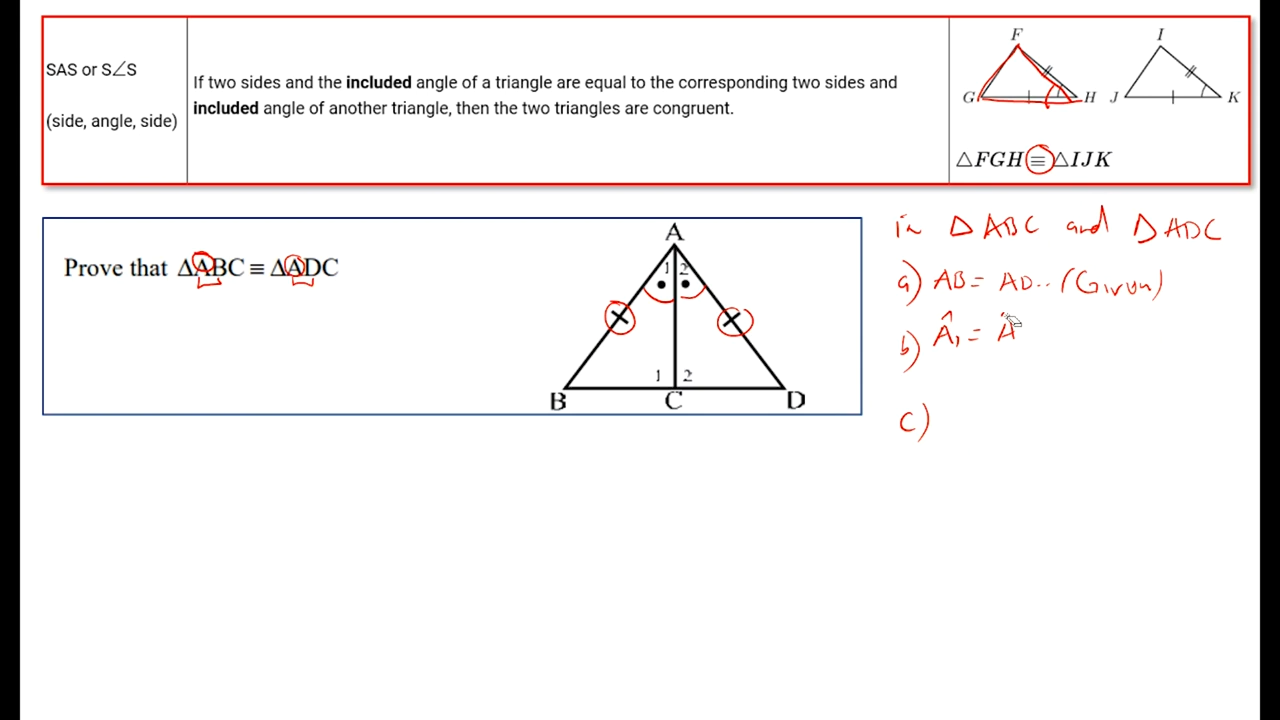 SAS or S∠S
(side, angle, side)
If two sides and the included angle of a triangle are equal to the corresponding two sides and
included angle of another triangle, then the two triangles are congruent.
F
G
H
I
J
K
△FGH ≡ △IJK
Prove that ΔABC ≡ ΔADC
A
1 2
1 2
B
C
D
in △ ABC and △ ADC
a) AB = AD .. (Given)
b) Â₁ = Â
c)